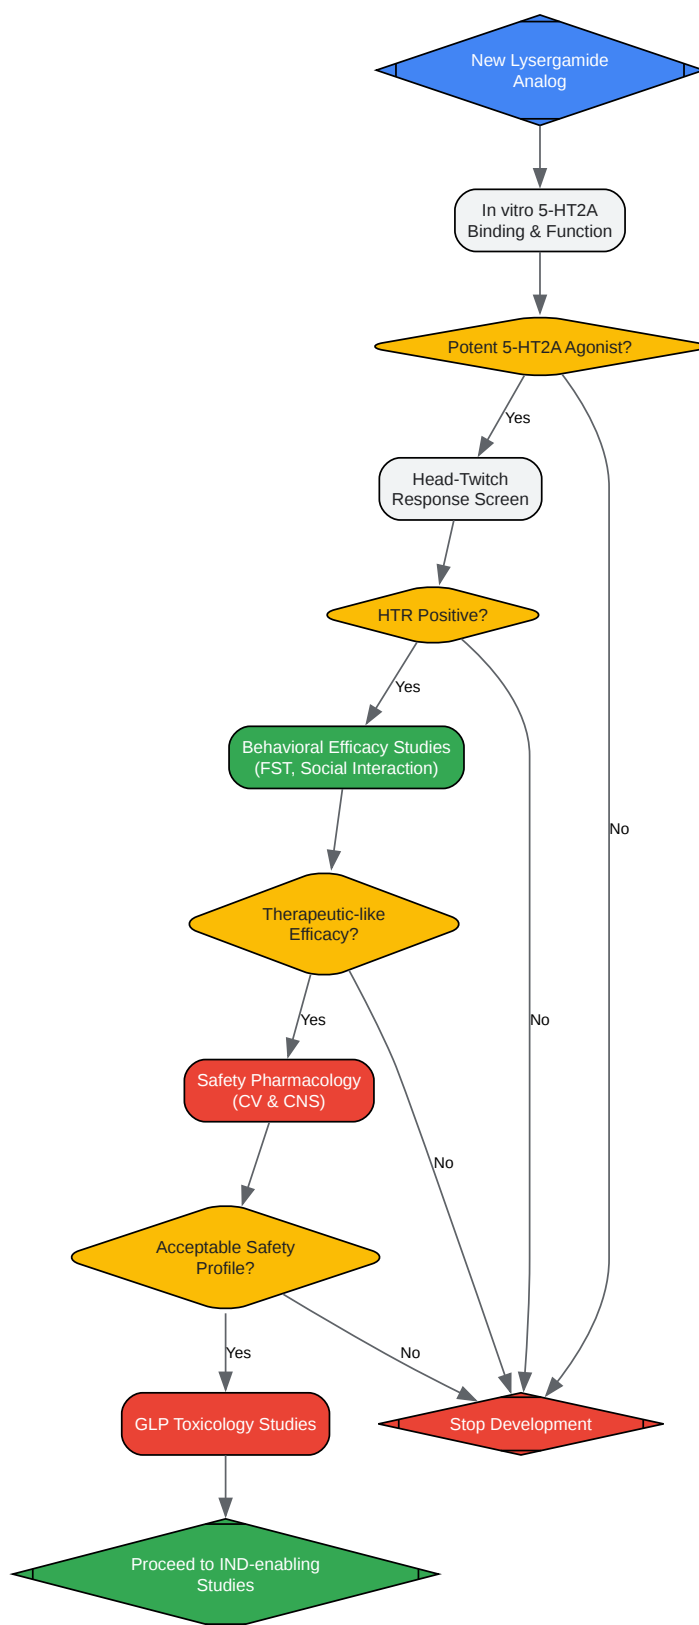 New Lysergamide
Analog
In vitro 5-HT2A
Binding & Function
Potent 5-HT2A Agonist?
Yes
Head-Twitch
Response Screen
HTR Positive?
Yes
Behavioral Efficacy Studies
(FST, Social Interaction)
No
Therapeutic-like
Efficacy?
Yes
No
Safety Pharmacology
(CV & CNS)
No
Acceptable Safety
Profile?
Yes
No
GLP Toxicology Studies
Stop Development
Proceed to IND-enabling
Studies